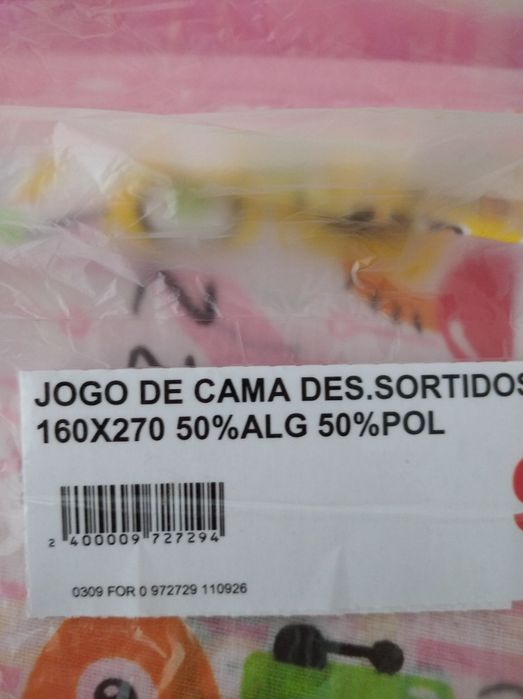 JOGO DE CAMA DES.SORTIDOS
160X270 50%ALG 50%POL
2 400009 727294
0309 FOR 0 972729 110926